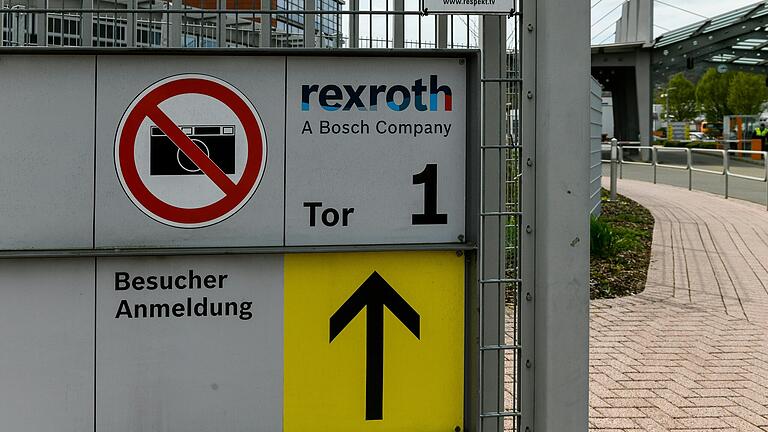 www.respekt.tv
rexroth
A Bosch Company
Tor 1
Besucher
Anmeldung